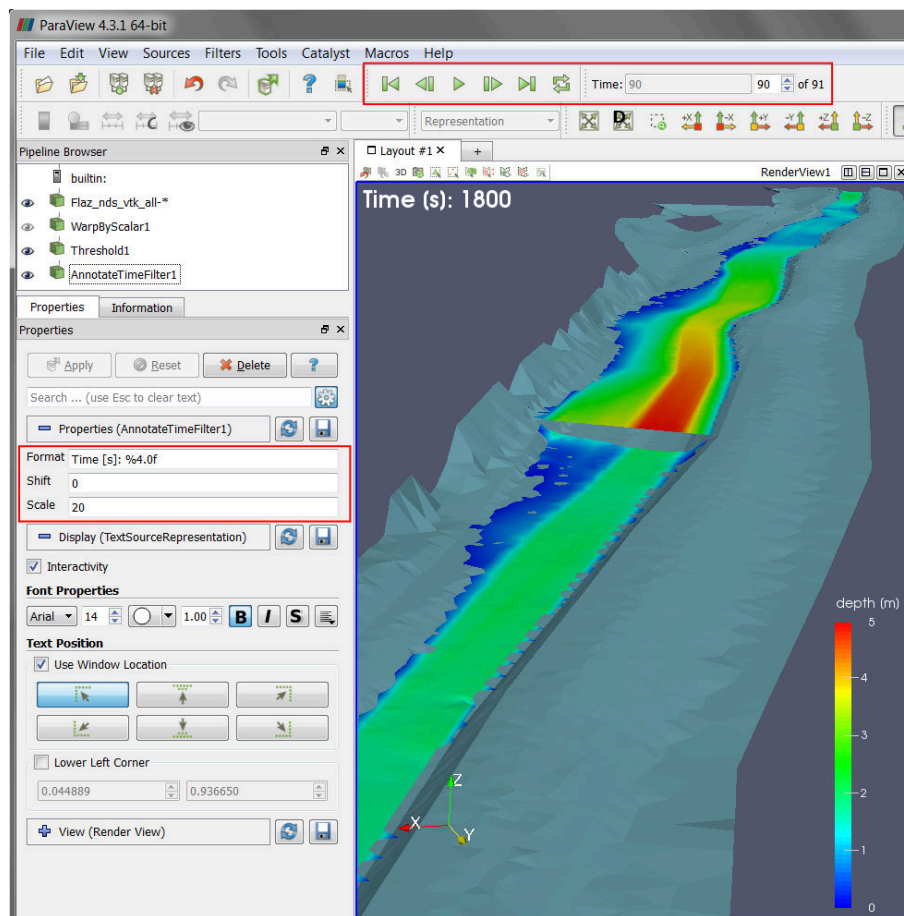 ParaView 4.3.1 64-bit
File Edit View Sources Filters Tools Catalyst Macros Help
Time: 90 90 of 91
Representation
+X -X +Y -Y +Z -Z
Pipeline Browser
builtin:
Flaz_nds_vtk_all-*
WarpByScalar1
Threshold1
AnnotateTimeFilter1
Properties Information
Properties
Apply Reset Delete ?
Search ... (use Esc to clear text)
Properties (AnnotateTimeFilter1)
Format Time [s]: %4.0f
Shift 0
Scale 20
Display (TextSourceRepresentation)
Interactivity
Font Properties
Arial 14 1.00 B I S
Text Position
Use Window Location
Lower Left Corner
0.044889 0.936650
View (Render View)
Layout #1 × +
3D RenderView1
Time (s): 1800
depth (m)
5
4
3
2
1
0
Z
X
Y